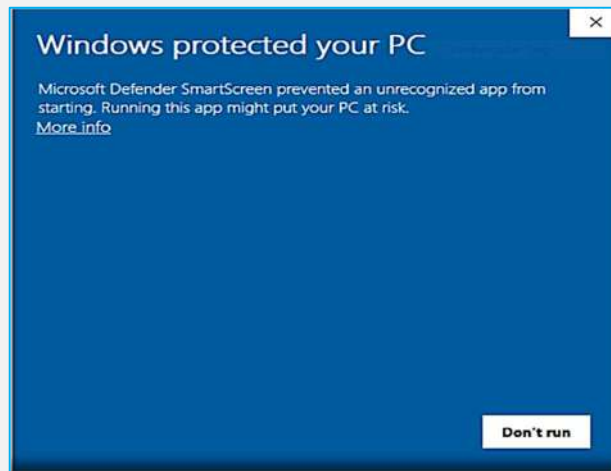 Windows protected your PC
Microsoft Defender SmartScreen prevented an unrecognized app from
starting. Running this app might put your PC at risk.
More info
Don't run